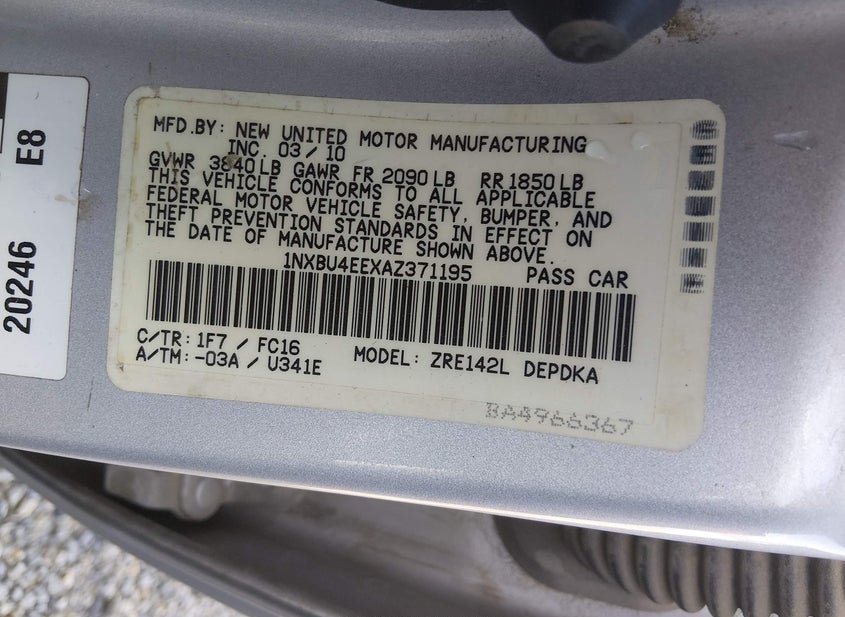 MFD.BY: NEW UNITED MOTOR MANUFACTURING
INC. 03/10
GVWR 3840 LB GAWR FR 2090 LB RR 1850 LB
THIS VEHICLE CONFORMS TO ALL APPLICABLE
FEDERAL MOTOR VEHICLE SAFETY, BUMPER, AND
THEFT PREVENTION STANDARDS IN EFFECT ON
THE DATE OF MANUFACTURE SHOWN ABOVE.
1NXBU4EEXAZ371195 PASS CAR
C/TR: 1F7 / FC16
A/TM: -03A / U341E MODEL: ZRE142L DEPDKA
BA4966367
20246 E8